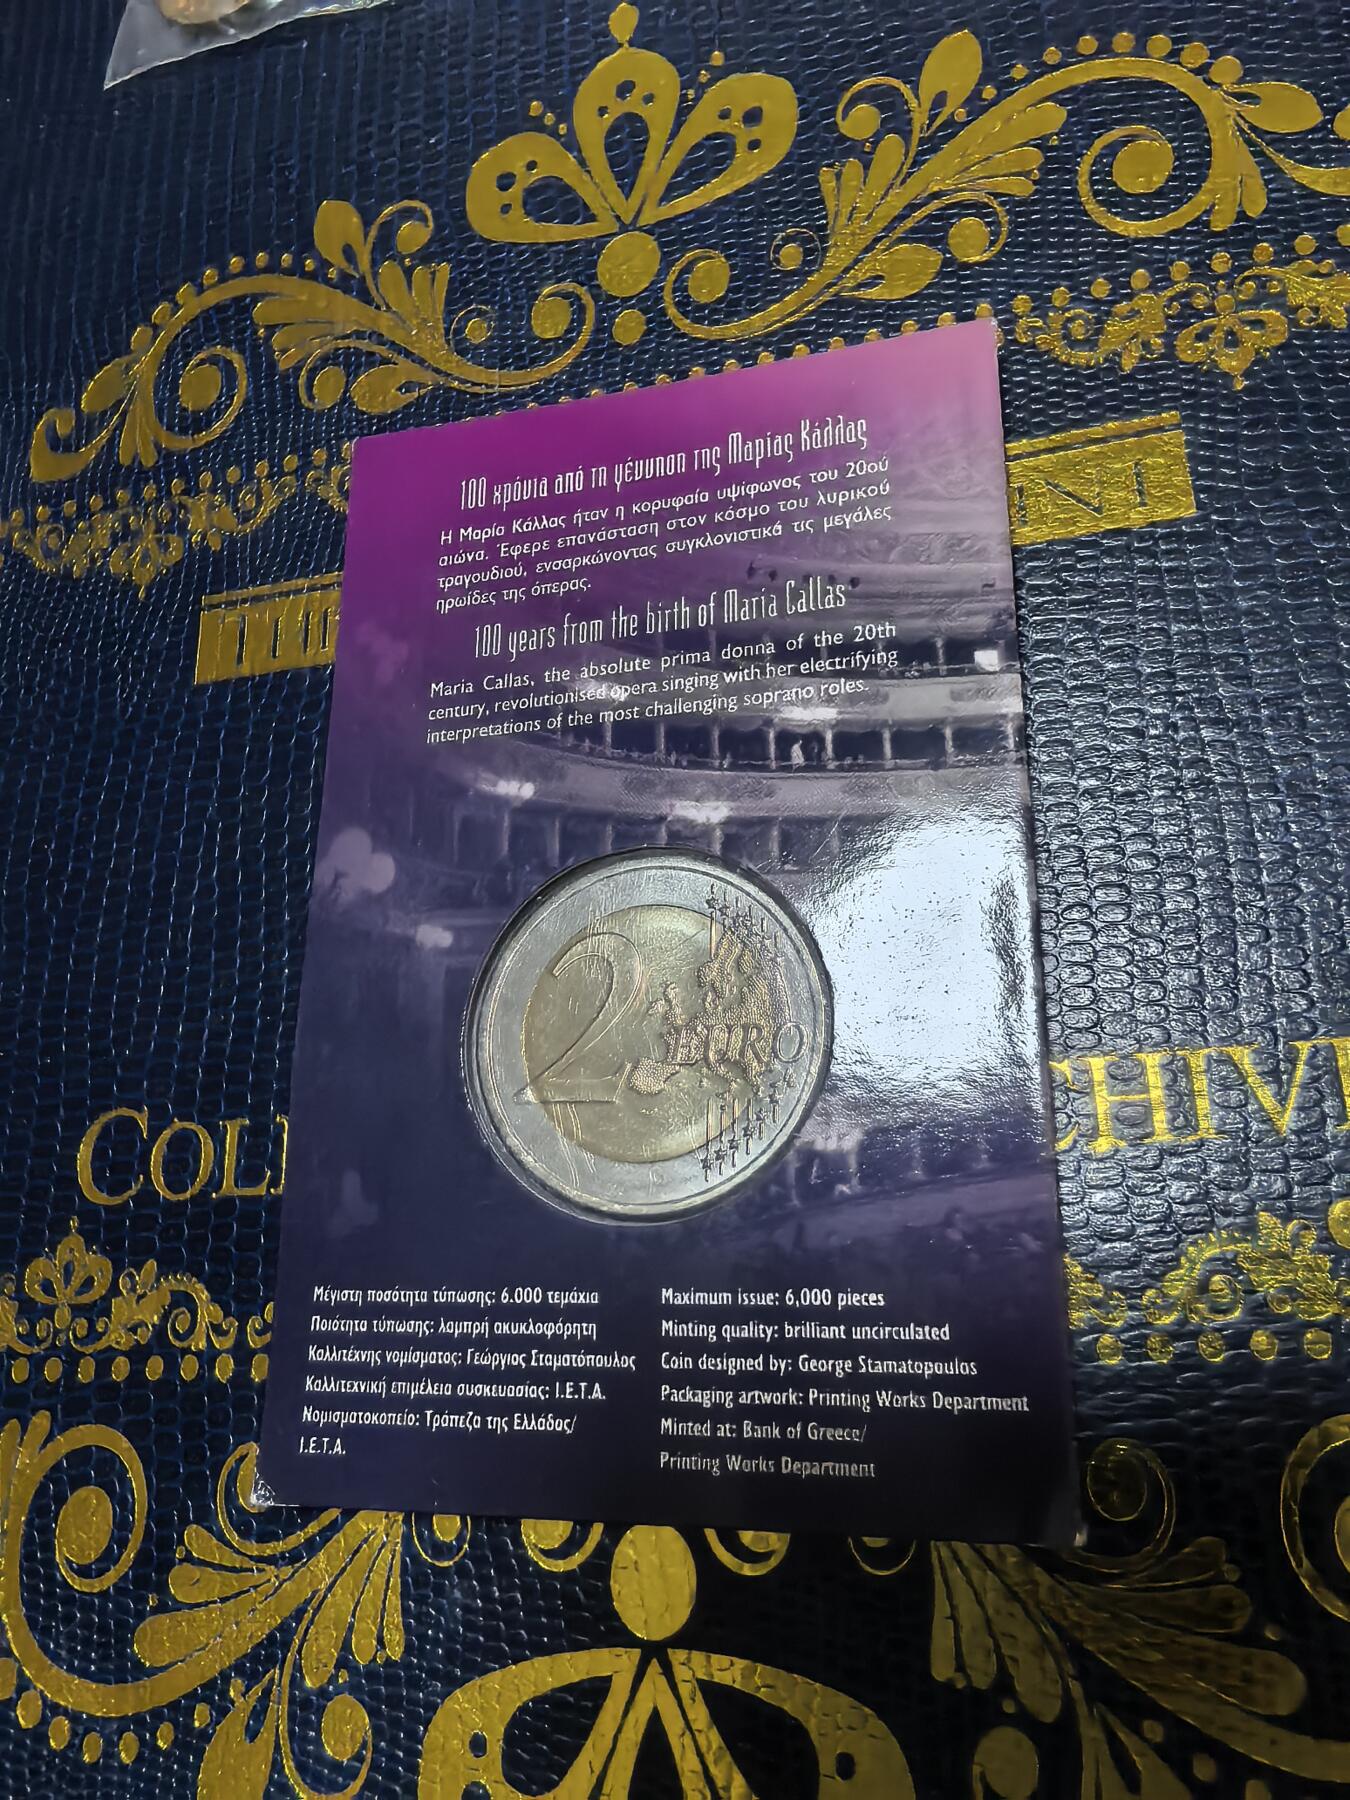 100 χρόνια από τη γέννηση της Μαρίας Κάλλας
Η Μαρία Κάλλας ήταν η κορυφαία υψίφωνος του 20ού
αιώνα. Έφερε επανάσταση στον κόσμο του λυρικού
τραγουδιού, ενσαρκώνοντας συγκλονιστικά τις μεγάλες
ηρωίδες της όπερας.
100 years from the birth of Maria Callas
Maria Callas, the absolute prima donna of the 20th
century, revolutionised opera singing with her electrifying
interpretations of the most challenging soprano roles.
2 EURO
COLL
CHIVI
Μέγιστη ποσότητα τύπωσης: 6.000 τεμάχια
Ποιότητα τύπωσης: λαμπρή ακυκλοφόρητη
Καλλιτέχνης νομίσματος: Γεώργιος Σταματόπουλος
Καλλιτεχνική επιμέλεια συσκευασίας: Ι.Ε.Τ.Α.
Νομισματοκοπείο: Τράπεζα της Ελλάδος/
Ι.Ε.Τ.Α.
Maximum issue: 6,000 pieces
Minting quality: brilliant uncirculated
Coin designed by: George Stamatopoulos
Packaging artwork: Printing Works Department
Minted at: Bank of Greece/
Printing Works Department